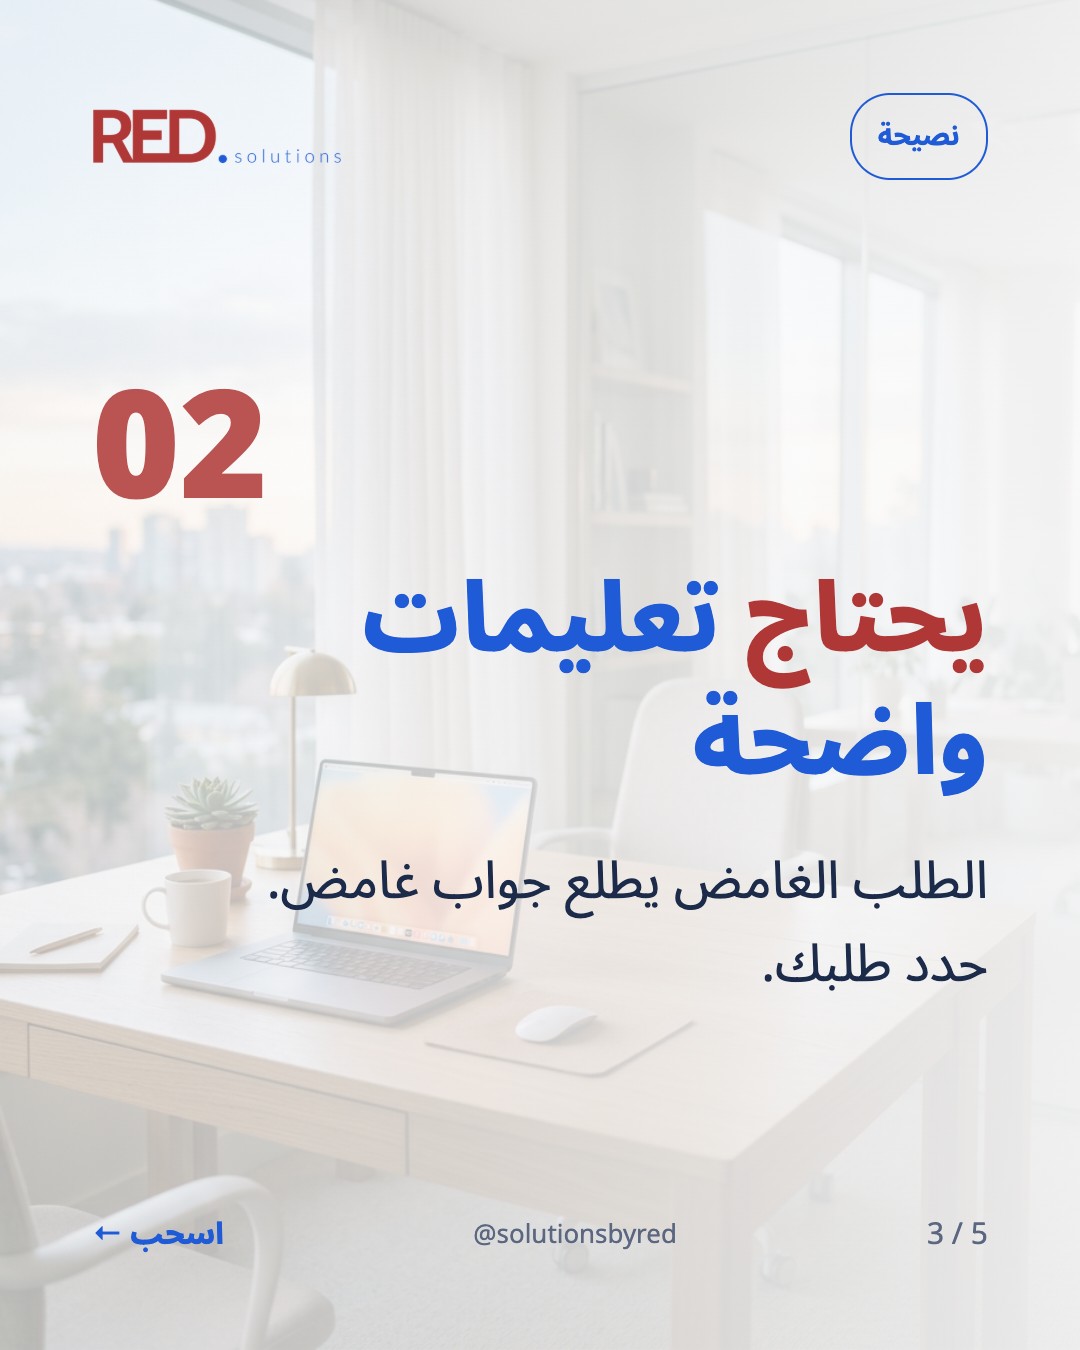 RED.solutions
نصيحة
02
يحتاج تعليمات
واضحة
الطلب الغامض يطلع جواب غامض.
حدد طلبك.
اسحب ←
@solutionsbyred
3 / 5